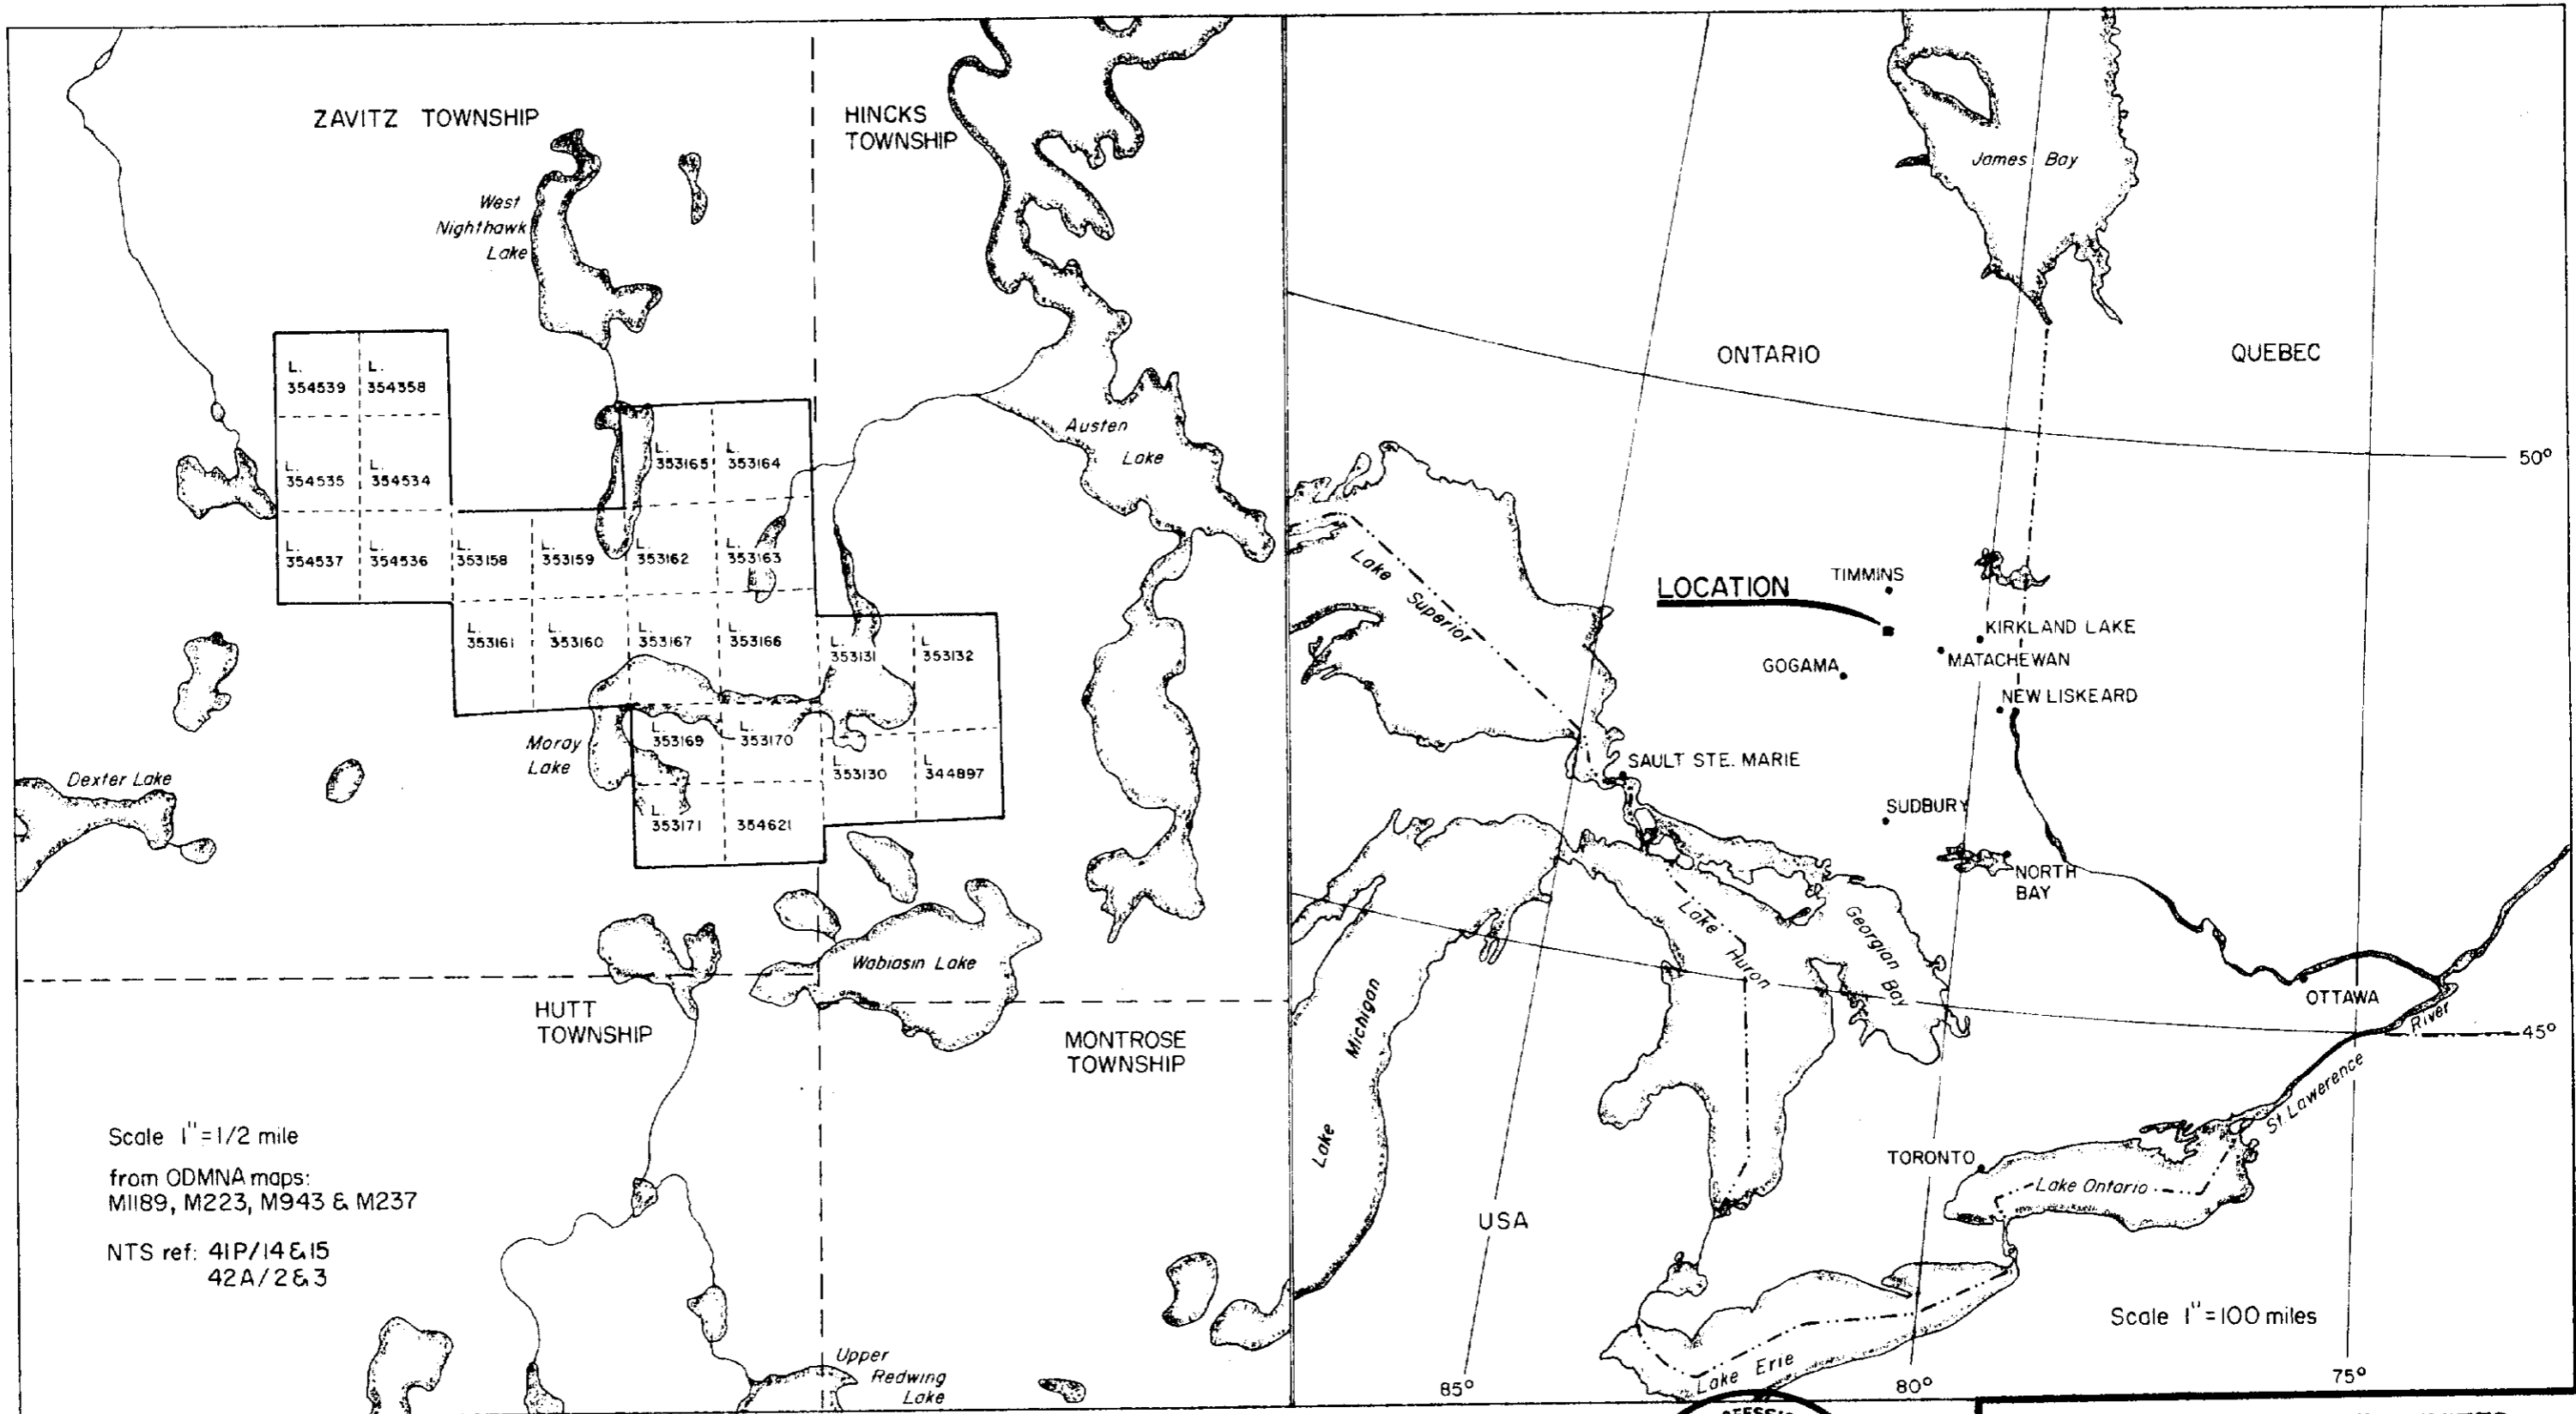 ZAVITZ TOWNSHIP
HINCKS
TOWNSHIP
West
Nighthawk
Lake
L.
354539
L.
354358
L.
354535
L.
354534
L.
354537
L.
354536
L.
353158
L.
353159
L.
353165
L.
353164
L.
353162
L.
353163
L.
353161
L.
353160
L.
353167
L.
353166
L.
353131
L.
353132
L.
353169
L.
353170
L.
353130
L
344897
L.
353171
354621
Austen
Lake
Moray
Lake
Dexter Lake
Wabiasin Lake
HUTT
TOWNSHIP
MONTROSE
TOWNSHIP
Upper
Redwing
Lake
Scale 1"=1/2 mile
from ODMNA maps:
M1189, M223, M943 & M237
NTS ref: 41P/14&15
42A/2&3
James Bay
ONTARIO
QUEBEC
50°
Lake Superior
LOCATION
TIMMINS
KIRKLAND LAKE
MATACHEWAN
GOGAMA
NEW LISKEARD
SAULT STE. MARIE
SUDBURY
NORTH
BAY
Lake Huron
Georgian Bay
Lake Michigan
OTTAWA
River
45°
St Lawerence
TORONTO
Lake Ontario
USA
Lake Erie
Scale 1"=100 miles
85°
80°
75°